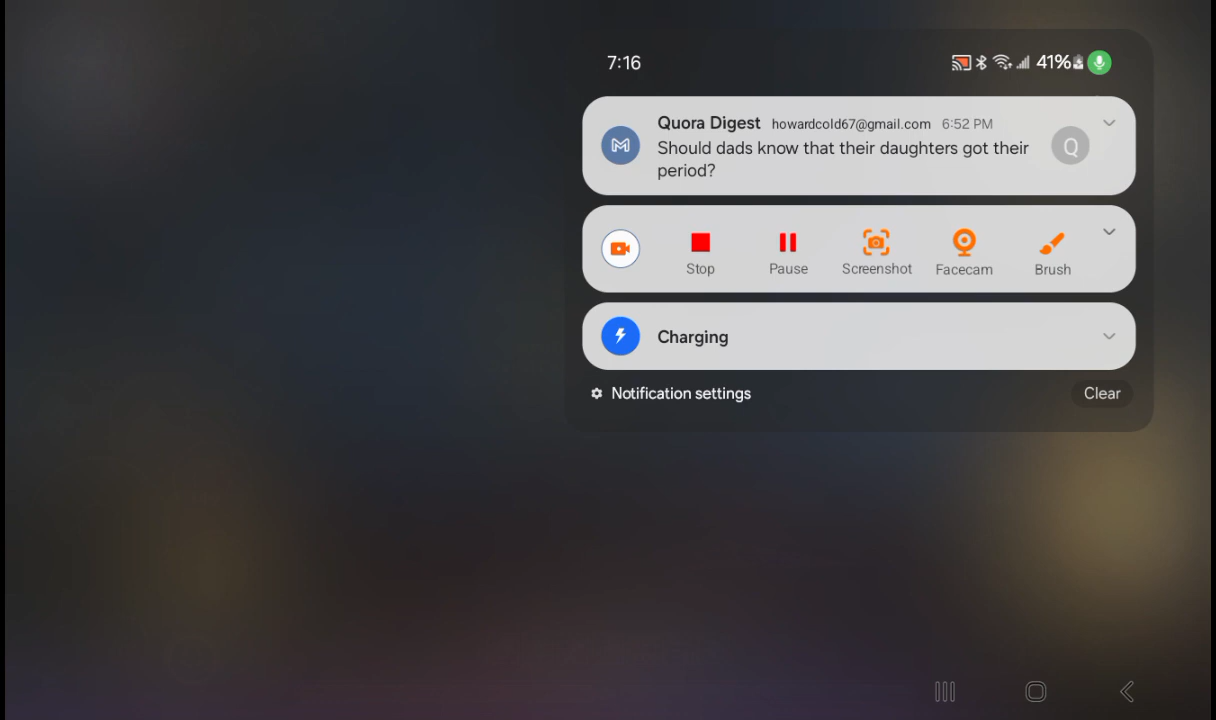 7:16 41%
Quora Digest howardcold67@gmail.com 6:52 PM
Should dads know that their daughters got their
period?
Q
Stop Pause Screenshot Facecam Brush
Charging
Notification settings Clear